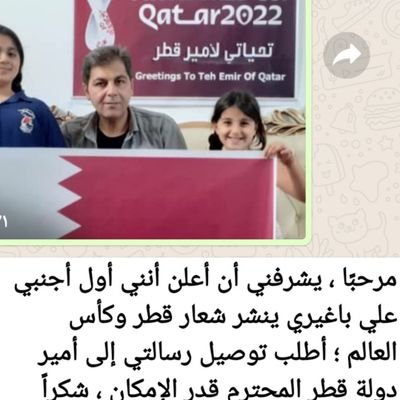 Qatar2022
تحياتي لأمير قطر
Greetings To Teh Emir Of Qatar
مرحبًا ، يشرفني أن أعلن أنني أول أجنبي
علي باغيري ينشر شعار قطر وكأس
العالم ؛ أطلب توصيل رسالتي إلى أمير
دولة قطر المحترم قدر الإمكان ، شكراً